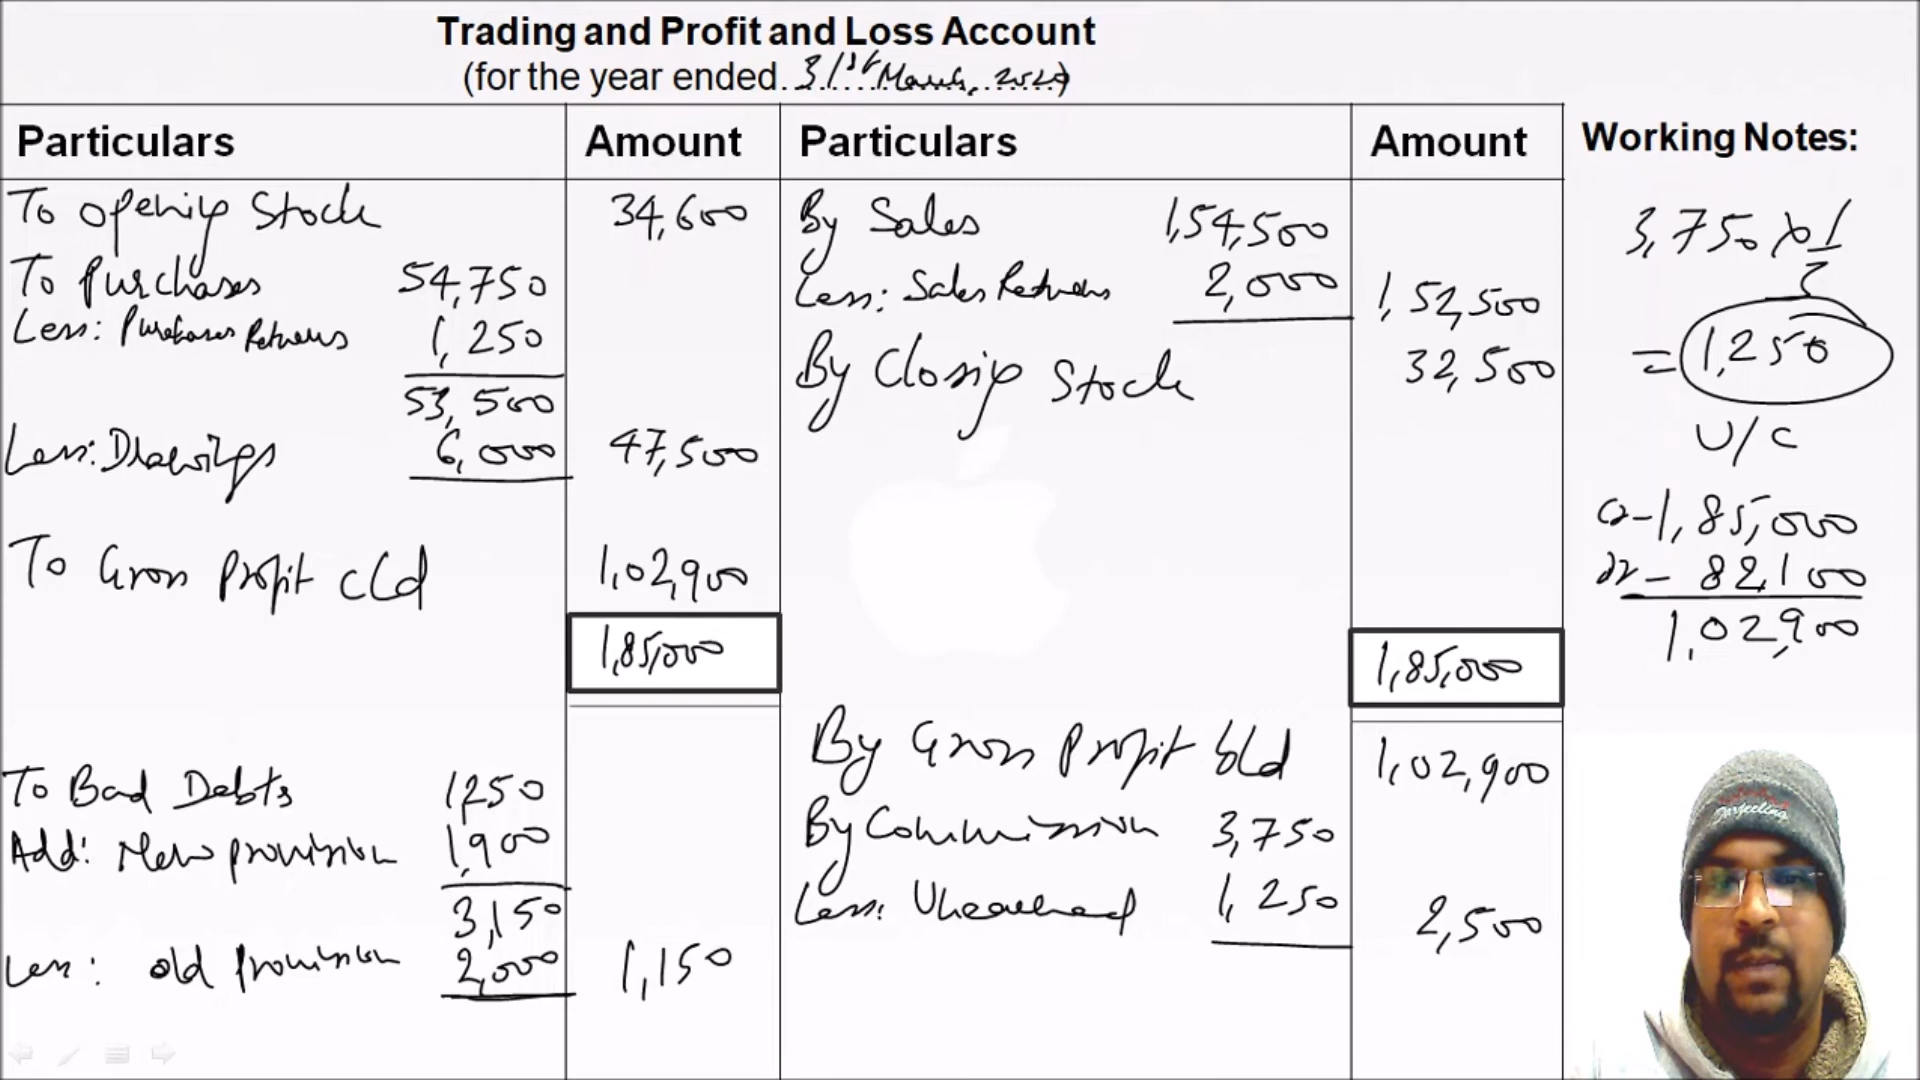 Trading and Profit and Loss Account
(for the year ended 31st March, 2020)
Particulars Amount Particulars Amount Working Notes:
To Opening Stock 34,600
To Purchases 54,750
Less: Purchases Returns 1,250
53,500
Less: Drawings 6,000 47,500
To Gross Profit c/d 1,02,900
1,85,000
To Bad Debts 1250
Add: New provision 1,900
3,150
Less: old provision 2,000 1,150
By Sales 1,54,500
Less: Sales Returns 2,000 1,52,500
By Closing Stock 32,500
1,85,000
By Gross Profit b/d 1,02,900
By Commission 3,750
Less: Unearned 1,250 2,500
3,750 × 1/3
= 1,250
U/C
Cr - 1,85,000
Dr - 82,100
1,02,900
Darjeeling